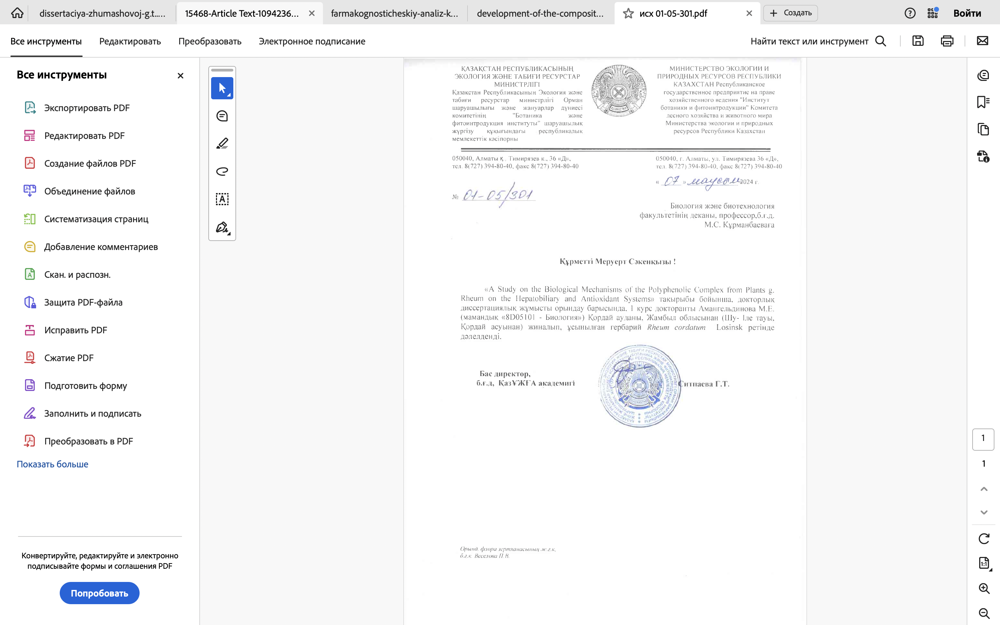 dissertaciya-zhumashovoj-g.t.....
15468-Article Text-1094236...
farmakognosticheskiy-analiz-k...
development-of-the-composit...
исх 01-05-301.pdf
Создать
Войти
Все инструменты
Редактировать
Преобразовать
Электронное подписание
Найти текст или инструмент
Все инструменты
Экспортировать PDF
Редактировать PDF
Создание файлов PDF
Объединение файлов
Систематизация страниц
Добавление комментариев
Скан. и распозн.
Защита PDF-файла
Исправить PDF
Сжатие PDF
Подготовить форму
Заполнить и подписать
Преобразовать в PDF
Показать больше
Конвертируйте, редактируйте и электронно
подписывайте формы и соглашения PDF
Попробовать
ҚАЗАҚСТАН РЕСПУБЛИКАСЫНЫҢ
ЭКОЛОГИЯ ЖӘНЕ ТАБИҒИ РЕСУРСТАР
МИНИСТРЛІГІ
Қазақстан Республикасының Экология және
табиғи ресурстар министрлігі Орман
шаруашылығы және жануарлар дүниесі
комитетінің "Ботаника және
фитоинтродукция институты" шаруашылық
жүргізу құқығындағы республикалық
мемлекеттік кәсіпорны
МИНИСТЕРСТВО ЭКОЛОГИИ И
ПРИРОДНЫХ РЕСУРСОВ РЕСПУБЛИКИ
КАЗАХСТАН Республиканское
государственное предприятие на праве
хозяйственного ведения "Институт
ботаники и фитоинтродукции" Комитета
лесного хозяйства и животного мира
Министерства экологии и природных
ресурсов Республики Казахстан
050040, Алматы қ., Тимирязев к., 36 «Д»,
тел. 8(727) 394-80-40, факс 8(727) 394-80-40
050040, г. Алматы, ул. Тимирязева 36 «Д»,
тел. 8(727) 394-80-40, факс 8(727) 394-80-40
« 07 » маусым 2024 г.
№ 01-05/301
Биология және биотехнология
факультетінің деканы, профессор,б.ғ.д.
М.С. Құрманбаеваға
Құрметті Меруерт Сәкенқызы !
«A Study on the Biological Mechanisms of the Polyphenolic Complex from Plants g.
Rheum on the Hepatobiliary and Antioxidant Systems» тақырыбы бойынша, докторлық
диссертациялық жұмысты орындау барысында, 1 курс докторанты Амангельдинова М.Е.
(мамандық «8D05101 - Биология») Қордай ауданы, Жамбыл облысынан (Шу- Іле тауы,
Қордай асуынан) жиналып, ұсынылған гербарий Rheum cordatum Losinsk ретінде
дәлелденді.
Бас директор,
б.ғ.д, ҚазҰЖҒА академигі
Ситпаева Г.Т.
Орынд. флора зертханасының ж.ғ.к,
б.ғ.к. Веселова П.В.
1
1